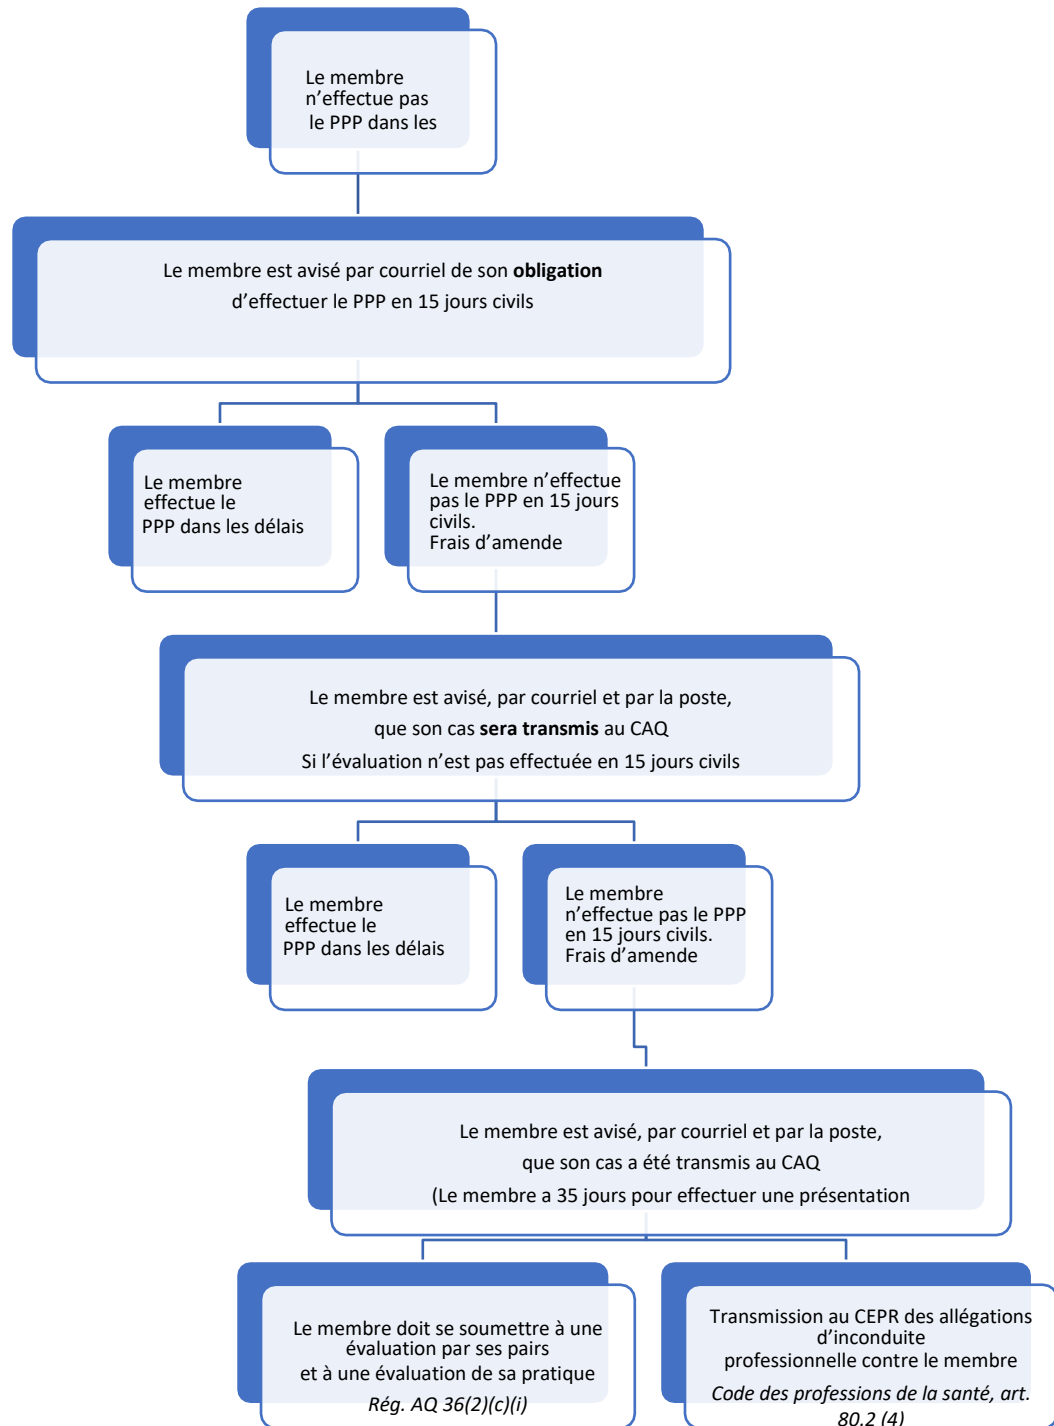 Le membre
n’effectue pas
le PPP dans les
Le membre est avisé par courriel de son obligation
d’effectuer le PPP en 15 jours civils
Le membre
effectue le
PPP dans les délais
Le membre n’effectue
pas le PPP en 15 jours
civils.
Frais d’amende
Le membre est avisé, par courriel et par la poste,
que son cas sera transmis au CAQ
Si l’évaluation n’est pas effectuée en 15 jours civils
Le membre
effectue le
PPP dans les délais
Le membre
n’effectue pas le PPP
en 15 jours civils.
Frais d’amende
Le membre est avisé, par courriel et par la poste,
que son cas a été transmis au CAQ
(Le membre a 35 jours pour effectuer une présentation
Le membre doit se soumettre à une
évaluation par ses pairs
et à une évaluation de sa pratique
Rég. AQ 36(2)(c)(i)
Transmission au CEPR des allégations
d’inconduite
professionnelle contre le membre
Code des professions de la santé, art.
80.2 (4)